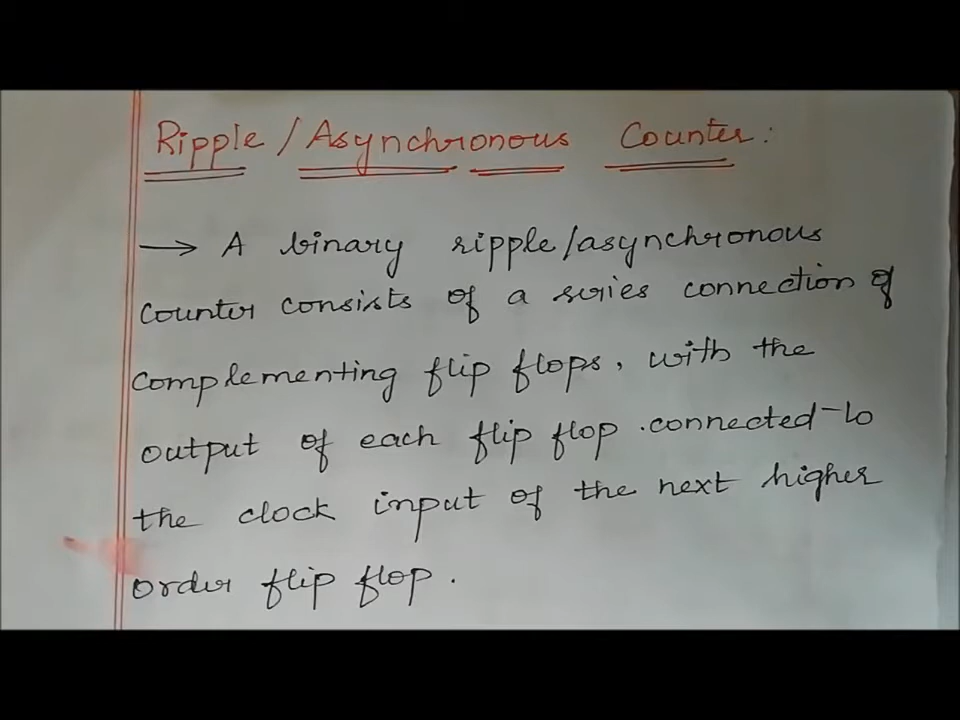 Ripple / Asynchronous Counter:
→ A binary ripple/asynchronous
counter consists of a series connection of
complementing flip flops, with the
output of each flip flop .connected to
the clock input of the next higher
order flip flop.